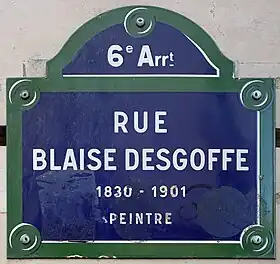 6e Arrt
RUE
BLAISE DESGOFFE
1830 - 1901
PEINTRE